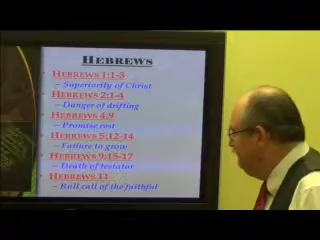 HEBREWS
• HEBREWS 1:1-3
– Superiority of Christ
• HEBREWS 2:1-4
– Danger of drifting
• HEBREWS 4:9
– Promise rest
• HEBREWS 5:12-14
– Failure to grow
• HEBREWS 9:15-17
– Death of testator
• HEBREWS 11
– Roll call of the faithful